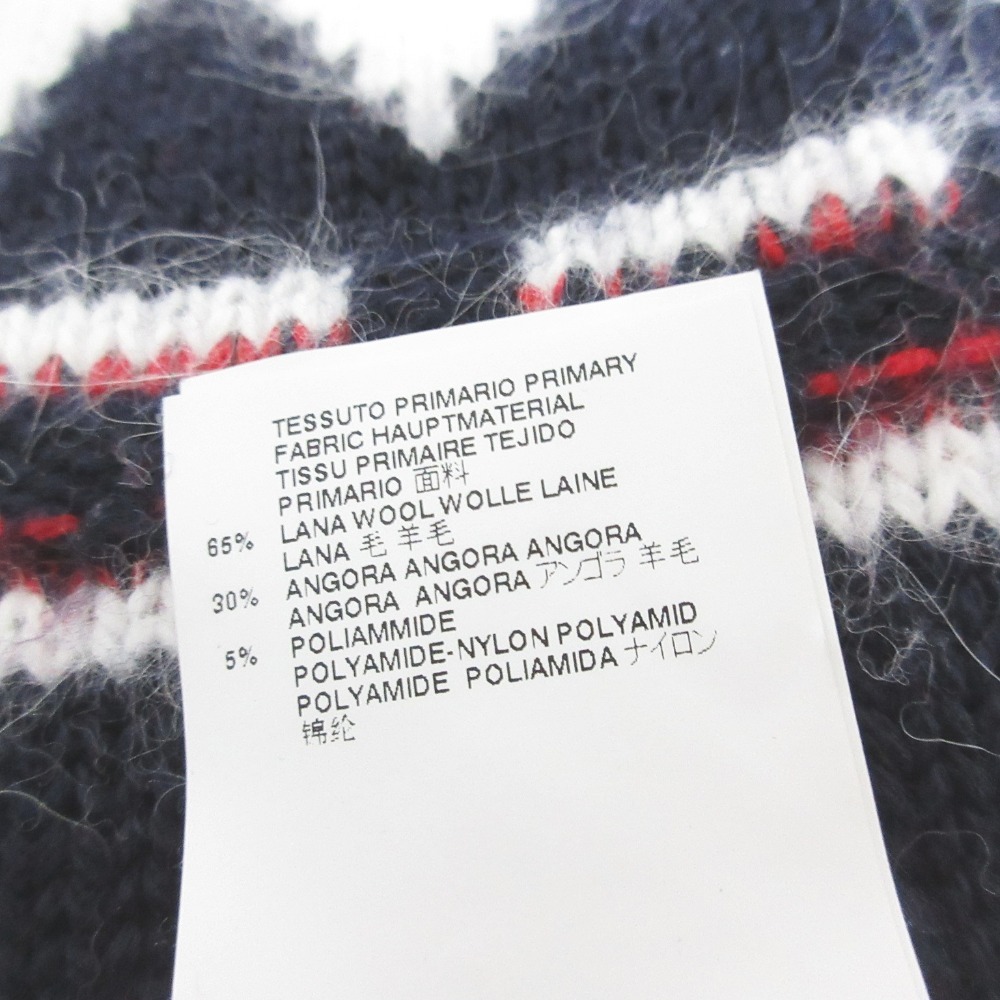 TESSUTO PRIMARIO PRIMARY
FABRIC HAUPTMATERIAL
TISSU PRIMAIRE TEJIDO
PRIMARIO 面料
65% LANA WOOL WOLLE LAINE
LANA 毛 羊毛
30% ANGORA ANGORA ANGORA
ANGORA ANGORA アンゴラ 羊毛
5% POLIAMMIDE
POLYAMIDE-NYLON POLYAMID
POLYAMIDE POLIAMIDA ナイロン
锦纶